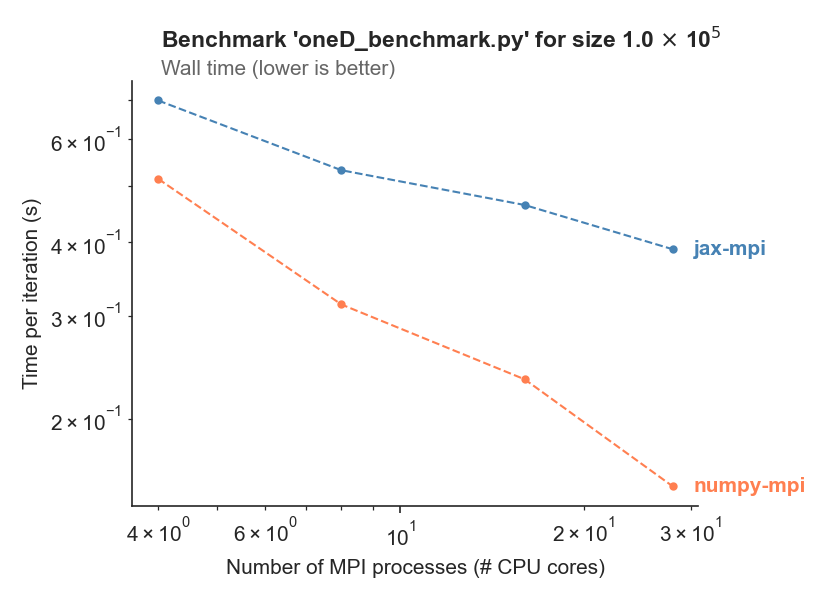 Benchmark 'oneD_benchmark.py' for size 1.0 × 10⁵
Wall time (lower is better)
Time per iteration (s)
6 × 10⁻¹
4 × 10⁻¹
3 × 10⁻¹
2 × 10⁻¹
jax-mpi
numpy-mpi
4 × 10⁰ 6 × 10⁰ 10¹ 2 × 10¹ 3 × 10¹
Number of MPI processes (# CPU cores)